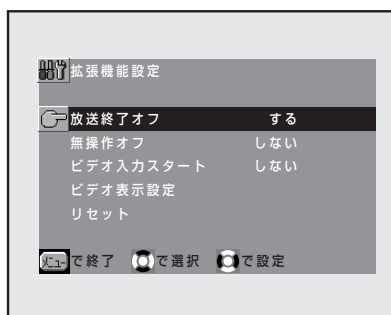 拡張機能設定
放送終了オフ する
無操作オフ しない
ビデオ入力スタート しない
ビデオ表示設定
リセット
メニューで終了 で選択 で設定